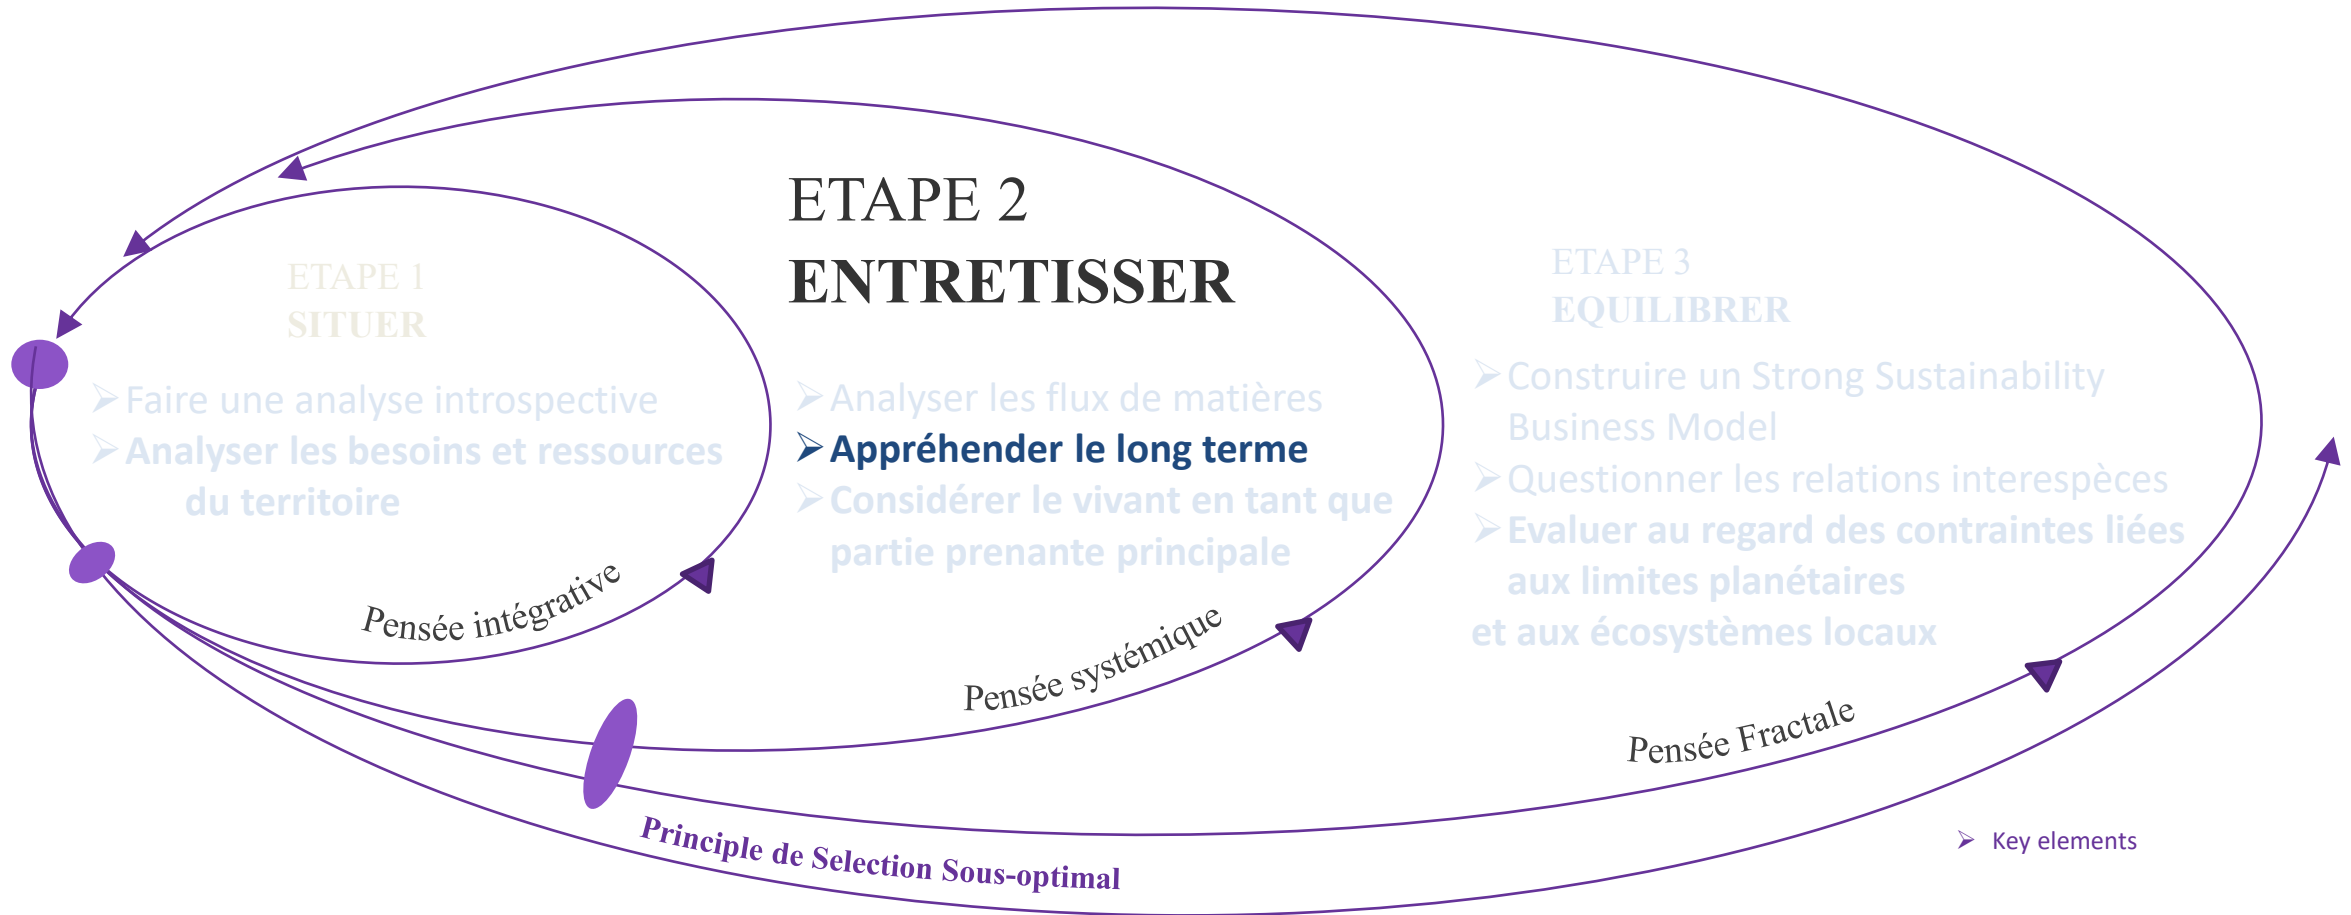 ETAPE 1
SITUER
➢ Faire une analyse introspective
➢ Analyser les besoins et ressources
du territoire
Pensée intégrative
ETAPE 2
ENTRETISSER
➢ Analyser les flux de matières
➢ Appréhender le long terme
➢ Considérer le vivant en tant que
partie prenante principale
Pensée systémique
ETAPE 3
EQUILIBRER
➢ Construire un Strong Sustainability
Business Model
➢ Questionner les relations interespèces
➢ Evaluer au regard des contraintes liées
aux limites planétaires
et aux écosystèmes locaux
Pensée Fractale
Principle de Selection Sous-optimal
➢ Key elements